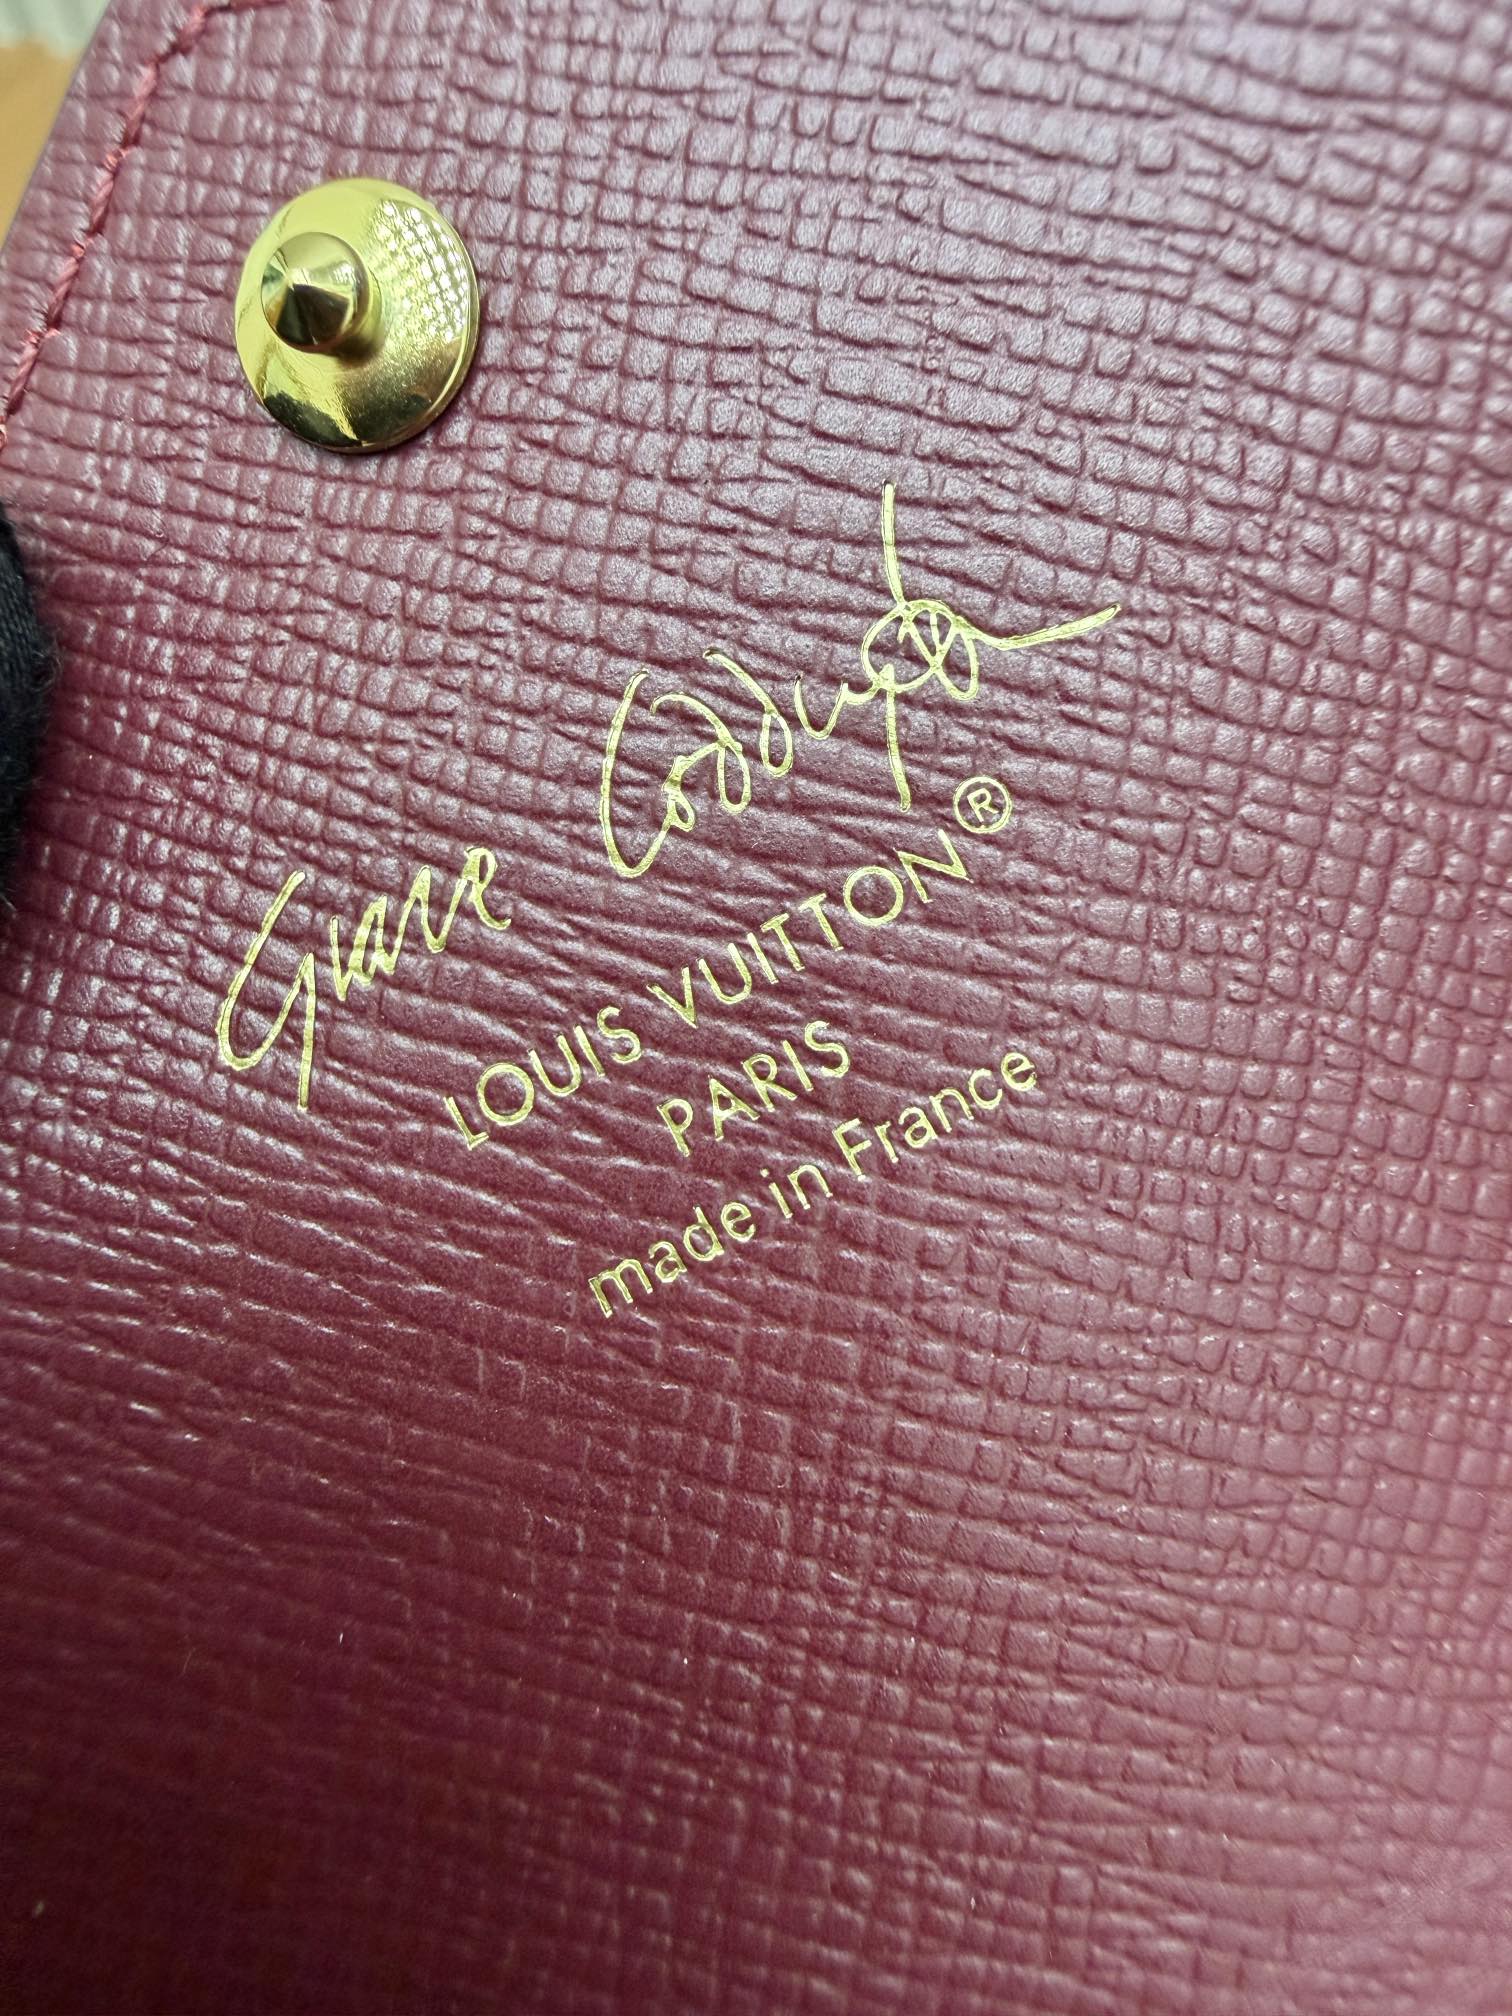 Grace Coddington
LOUIS VUITTON®
PARIS
made in France